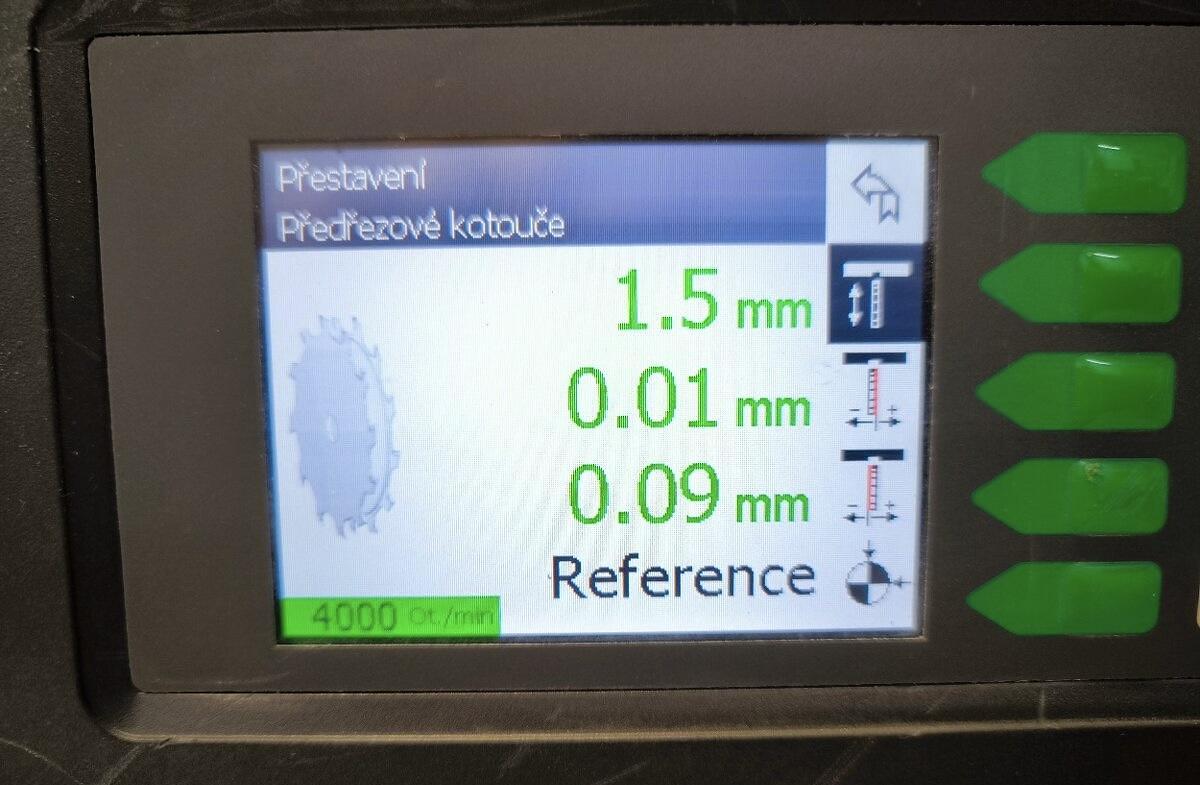 Přestavení
Předřezové kotouče
1.5 mm
0.01 mm
- +
0.09 mm
- +
Reference
4000 Ot./min